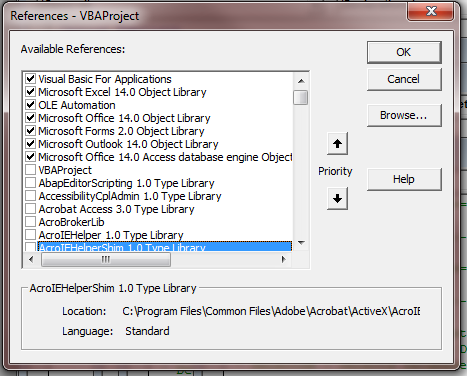 References - VBAProject
Available References:
Visual Basic For Applications
Microsoft Excel 14.0 Object Library
OLE Automation
Microsoft Office 14.0 Object Library
Microsoft Forms 2.0 Object Library
Microsoft Outlook 14.0 Object Library
Microsoft Office 14.0 Access database engine Object
VBAProject
AbapEditorScripting 1.0 Type Library
AccessibilityCplAdmin 1.0 Type Library
Acrobat Access 3.0 Type Library
AcroBrokerLib
AcroIEHelper 1.0 Type Library
AcroIEHelperShim 1.0 Type Library
OK
Cancel
Browse...
Priority
Help
AcroIEHelperShim 1.0 Type Library
Location: C:\Program Files\Common Files\Adobe\Acrobat\ActiveX\AcroIE
Language: Standard